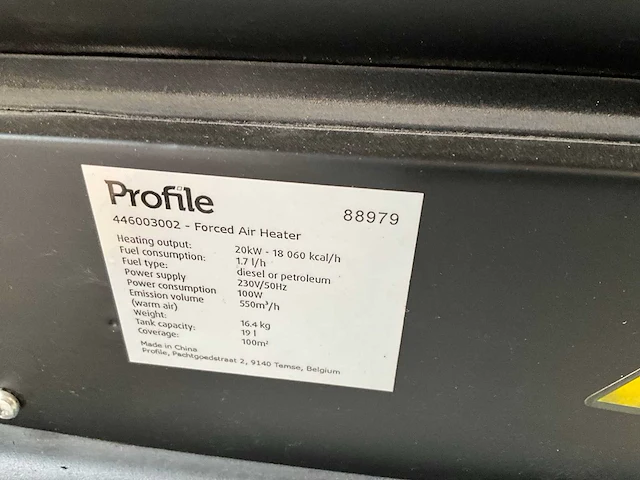 Profile
88979
446003002 - Forced Air Heater
Heating output: 20kW - 18 060 kcal/h
Fuel consumption: 1.7 l/h
Fuel type: diesel or petroleum
Power supply 230V/50Hz
Power consumption 100W
Emission volume 550m³/h
(warm air)
Weight: 16.4 kg
Tank capacity: 19 l
Coverage: 100m²
Made in China
Profile, Pachtgoedstraat 2, 9140 Temse, Belgium